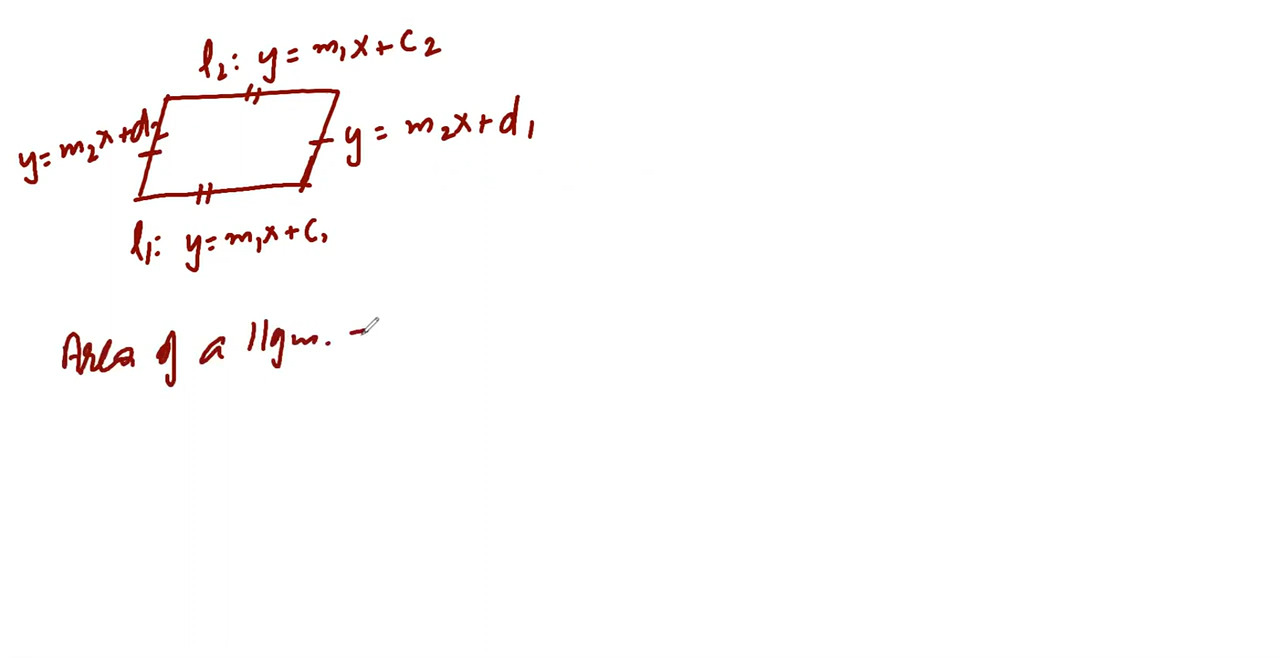 l₂: y = m₁x + c₂
y = m₂x + d₂
y = m₂x + d₁
l₁: y = m₁x + c₁
Area of a ||gm. -